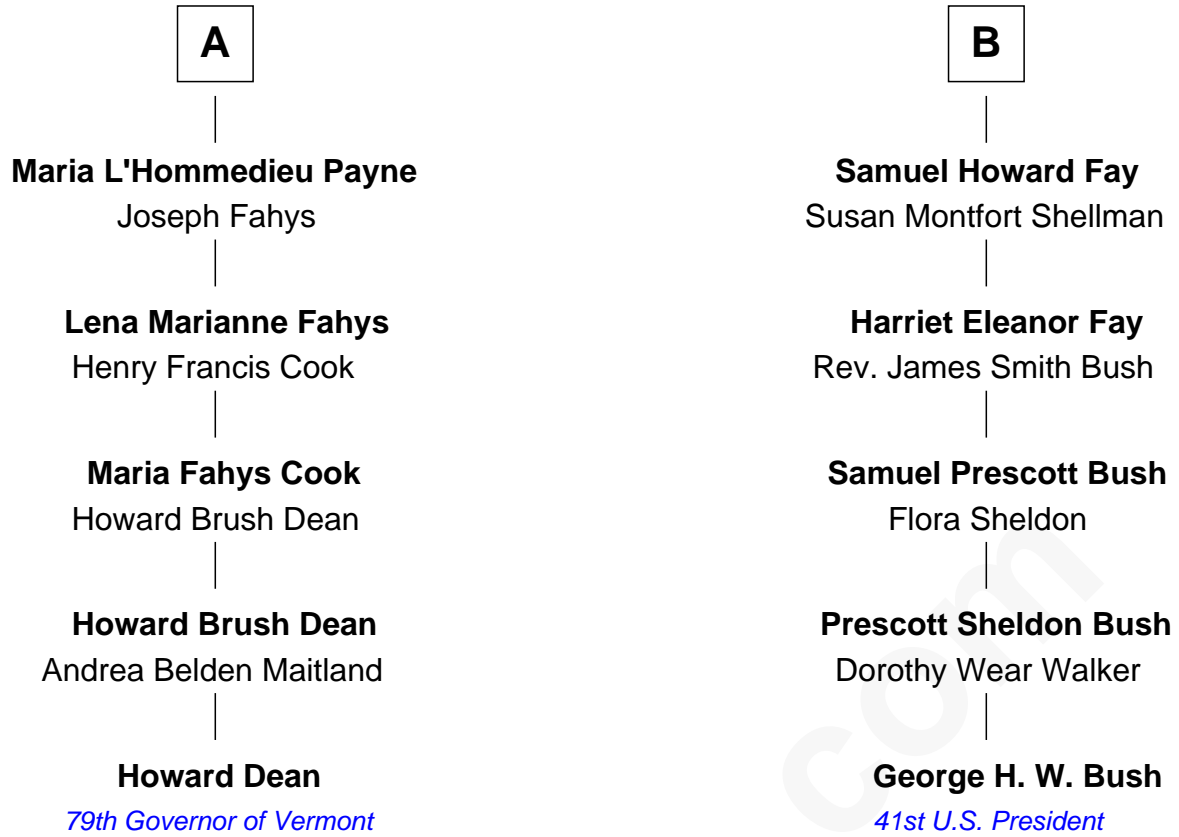 A
Maria L'Hommedieu Payne
Joseph Fahys
Lena Marianne Fahys
Henry Francis Cook
Maria Fahys Cook
Howard Brush Dean
Howard Brush Dean
Andrea Belden Maitland
Howard Dean
79th Governor of Vermont
B
Samuel Howard Fay
Susan Montfort Shellman
Harriet Eleanor Fay
Rev. James Smith Bush
Samuel Prescott Bush
Flora Sheldon
Prescott Sheldon Bush
Dorothy Wear Walker
George H. W. Bush
41st U.S. President
com